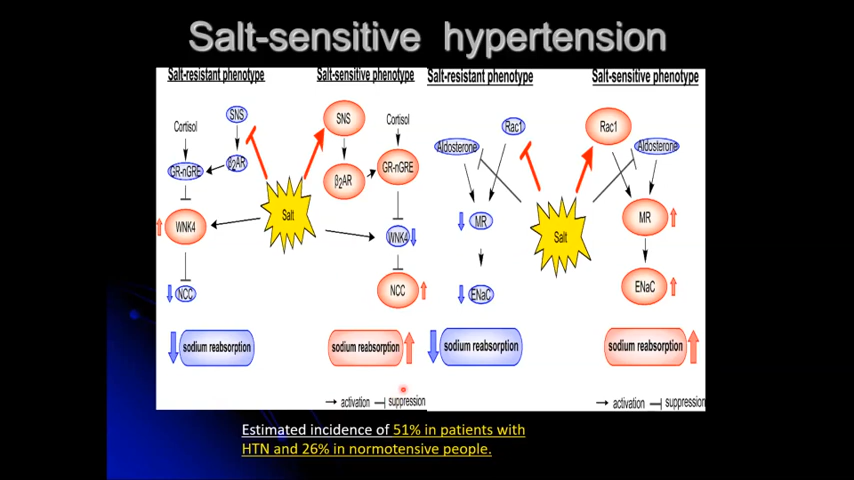 Salt-sensitive hypertension
Salt-resistant phenotype
Salt-sensitive phenotype
Cortisol
SNS
GR-nGRE
β2AR
WNK4
NCC
sodium reabsorption
Salt
SNS
Cortisol
β2AR
GR-nGRE
WNK4
NCC
sodium reabsorption
activation suppression
Salt-resistant phenotype
Salt-sensitive phenotype
Rac1
Aldosterone
MR
ENaC
sodium reabsorption
Salt
Rac1
Aldosterone
MR
ENaC
sodium reabsorption
activation suppression
Estimated incidence of 51% in patients with
HTN and 26% in normotensive people.